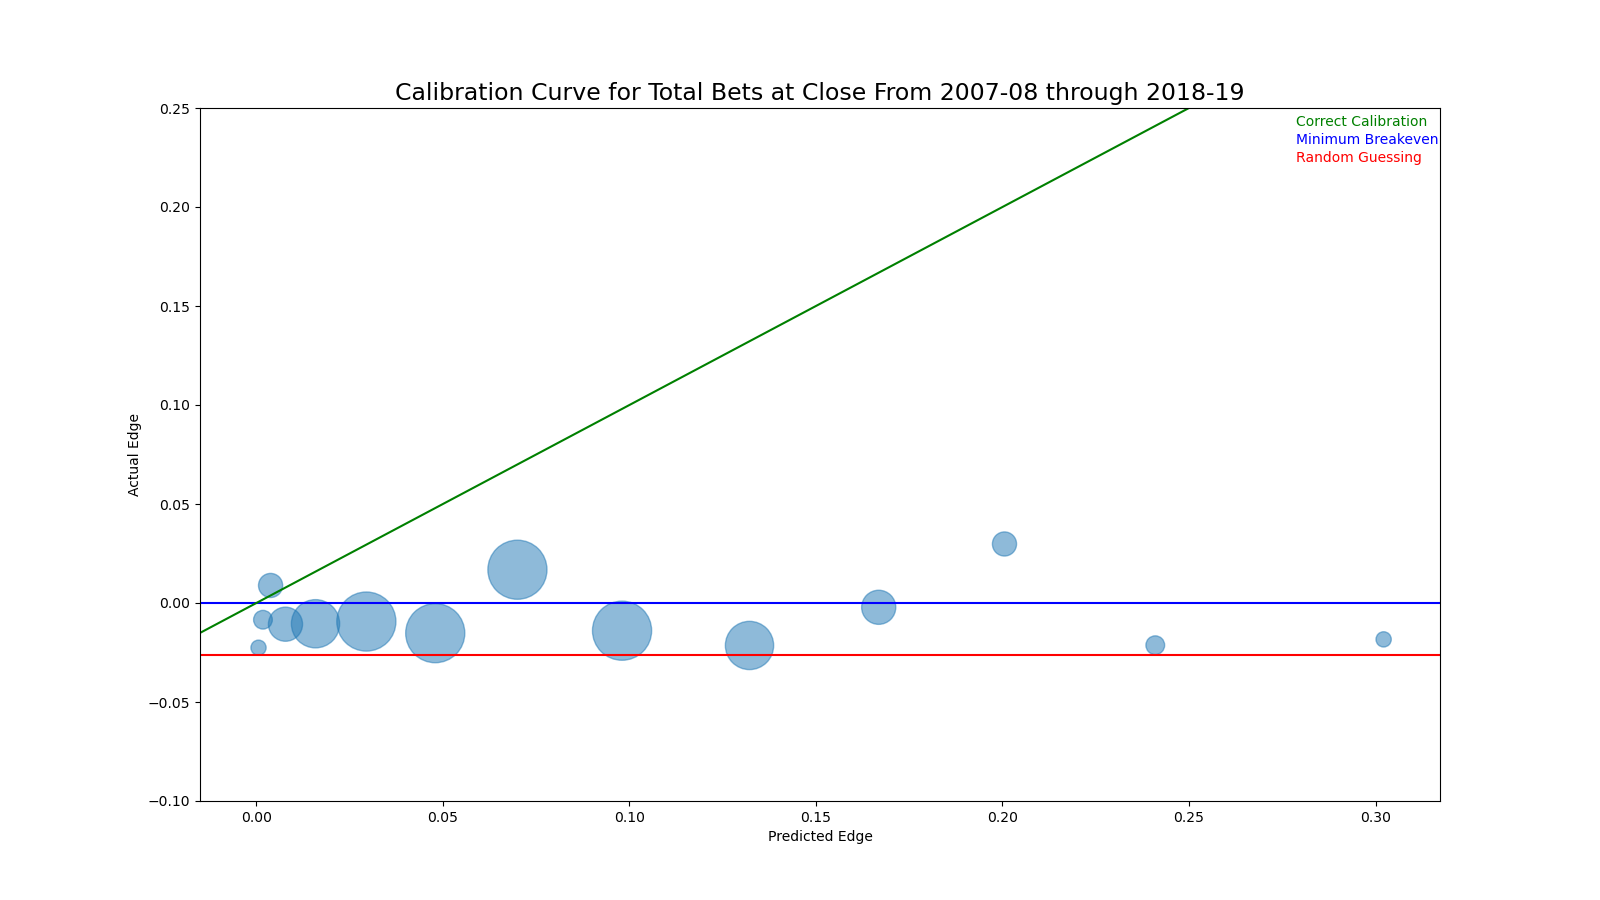 Calibration Curve for Total Bets at Close From 2007-08 through 2018-19
Correct Calibration
Minimum Breakeven
Random Guessing
0.25
0.20
0.15
0.10
0.05
0.00
−0.05
−0.10
Actual Edge
0.00 0.05 0.10 0.15 0.20 0.25 0.30
Predicted Edge